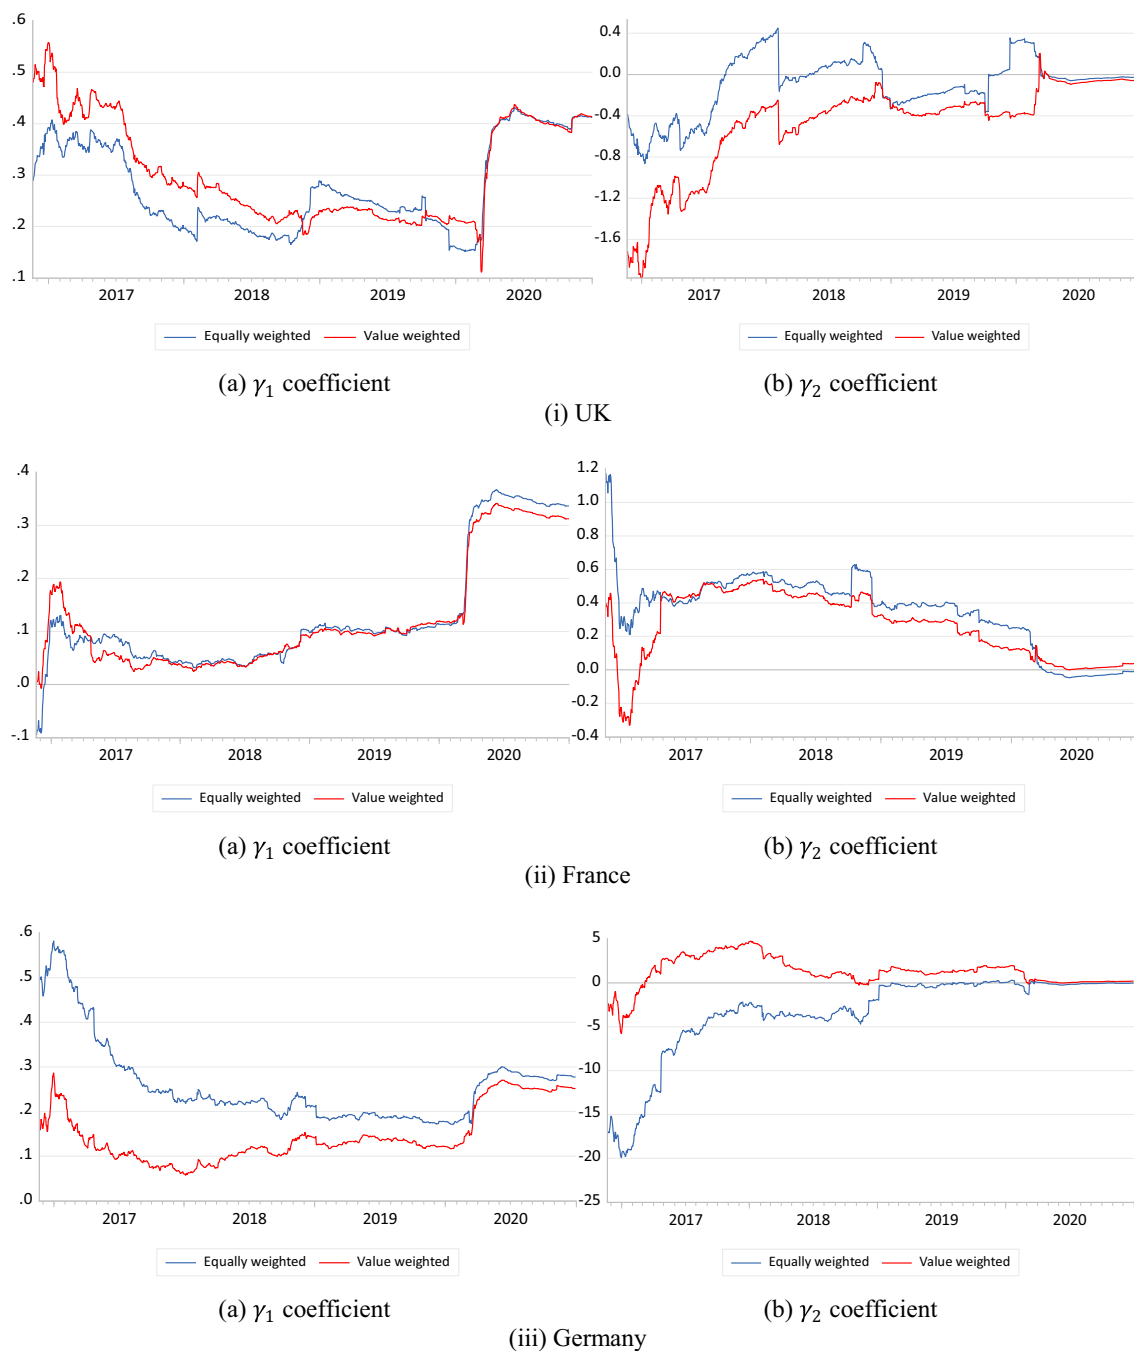 .6
.5
.4
.3
.2
.1
2017 2018 2019 2020
Equally weighted Value weighted
(a) γ1 coefficient
0.4
0.0
-0.4
-0.8
-1.2
-1.6
2017 2018 2019 2020
Equally weighted Value weighted
(b) γ2 coefficient
(i) UK
.4
.3
.2
.1
.0
-.1
2017 2018 2019 2020
Equally weighted Value weighted
(a) γ1 coefficient
1.2
1.0
0.8
0.6
0.4
0.2
0.0
-0.2
-0.4
2017 2018 2019 2020
Equally weighted Value weighted
(b) γ2 coefficient
(ii) France
.6
.5
.4
.3
.2
.1
.0
2017 2018 2019 2020
Equally weighted Value weighted
(a) γ1 coefficient
5
0
-5
-10
-15
-20
-25
2017 2018 2019 2020
Equally weighted Value weighted
(b) γ2 coefficient
(iii) Germany